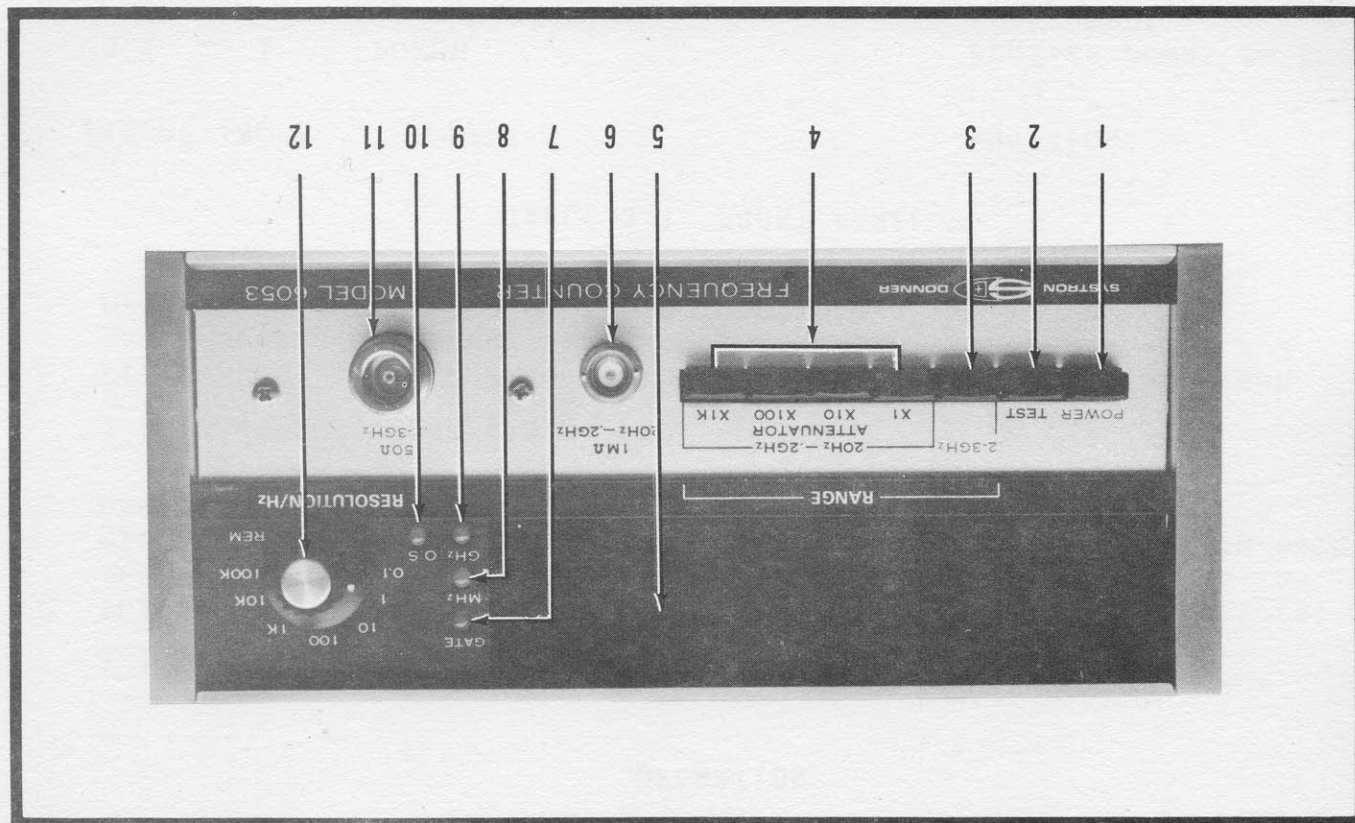 GATE
10 100 1K
MHz
1 10K
0.1 100K
GHz O S REM
RANGE
RESOLUTION/Hz
.2-3GHz 20Hz—.2GHz
ATTENUATOR
POWER TEST X1 X10 X100 X1K
1MΩ
20Hz—.2GHz
50Ω
SYSTRON DONNER FREQUENCY COUNTER MODEL 6053
1 2 3 4 5 6 7 8 9 10 11 12